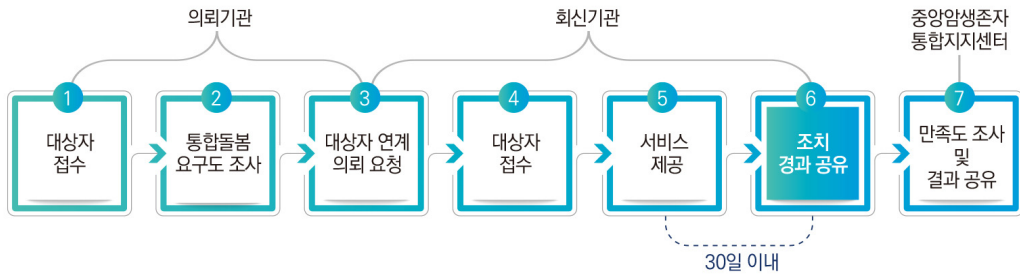 의뢰기관
회신기관
중앙암생존자
통합지지센터
1
대상자
접수
2
통합돌봄
요구도 조사
3
대상자 연계
의뢰 요청
4
대상자
접수
5
서비스
제공
6
조치
경과 공유
7
만족도 조사
및
결과 공유
30일 이내